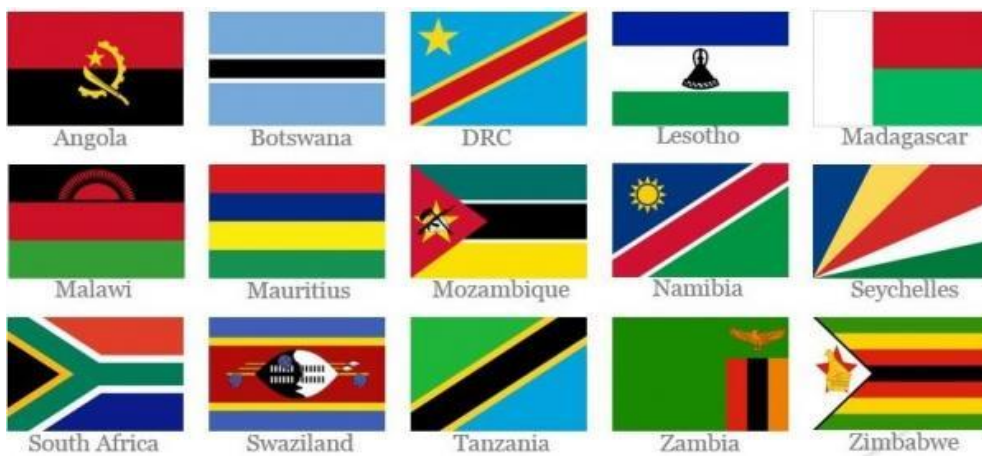 Angola Botswana DRC Lesotho Madagascar
Malawi Mauritius Mozambique Namibia Seychelles
South Africa Swaziland Tanzania Zambia Zimbabwe